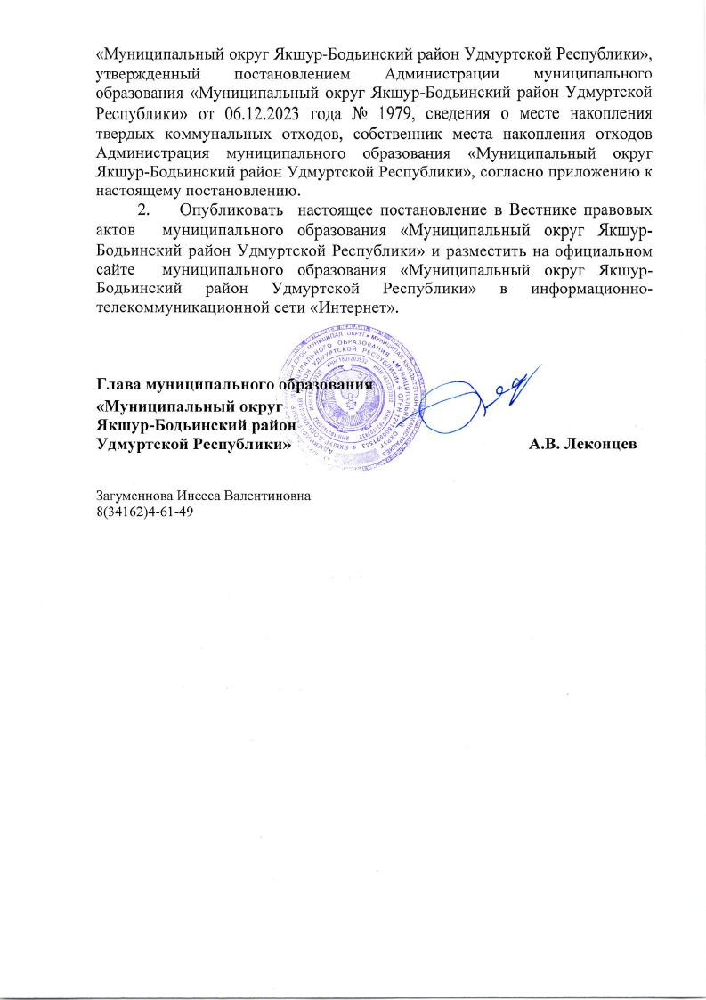 «Муниципальный округ Якшур-Бодьинский район Удмуртской Республики»,
утвержденный постановлением Администрации муниципального
образования «Муниципальный округ Якшур-Бодьинский район Удмуртской
Республики» от 06.12.2023 года № 1979, сведения о месте накопления
твердых коммунальных отходов, собственник места накопления отходов
Администрация муниципального образования «Муниципальный округ
Якшур-Бодьинский район Удмуртской Республики», согласно приложению к
настоящему постановлению.
2. Опубликовать настоящее постановление в Вестнике правовых
актов муниципального образования «Муниципальный округ Якшур-
Бодьинский район Удмуртской Республики» и разместить на официальном
сайте муниципального образования «Муниципальный округ Якшур-
Бодьинский район Удмуртской Республики» в информационно-
телекоммуникационной сети «Интернет».
Глава муниципального образования
«Муниципальный округ
Якшур-Бодьинский район
Удмуртской Республики» А.В. Леконцев
Загуменнова Инесса Валентиновна
8(34162)4-61-49